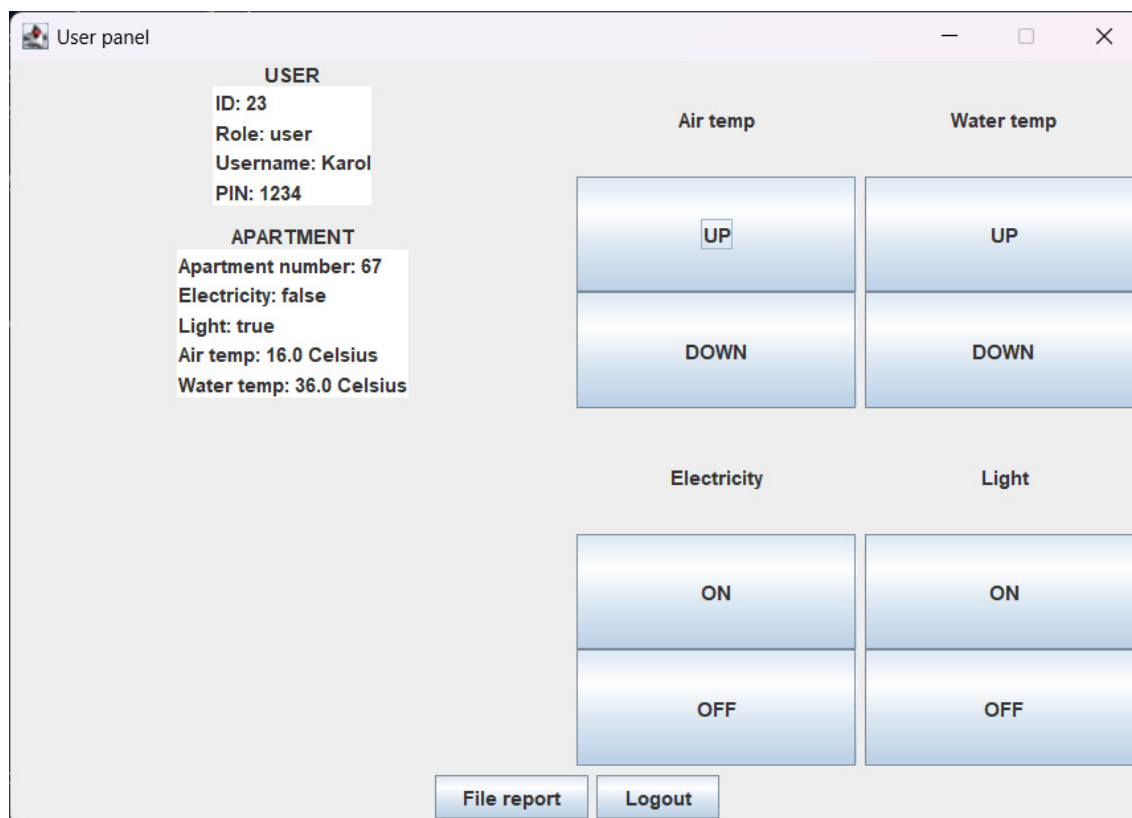 User panel
USER
ID: 23
Role: user
Username: Karol
PIN: 1234
APARTMENT
Apartment number: 67
Electricity: false
Light: true
Air temp: 16.0 Celsius
Water temp: 36.0 Celsius
Air temp Water temp
UP UP
DOWN DOWN
Electricity Light
ON ON
OFF OFF
File report Logout